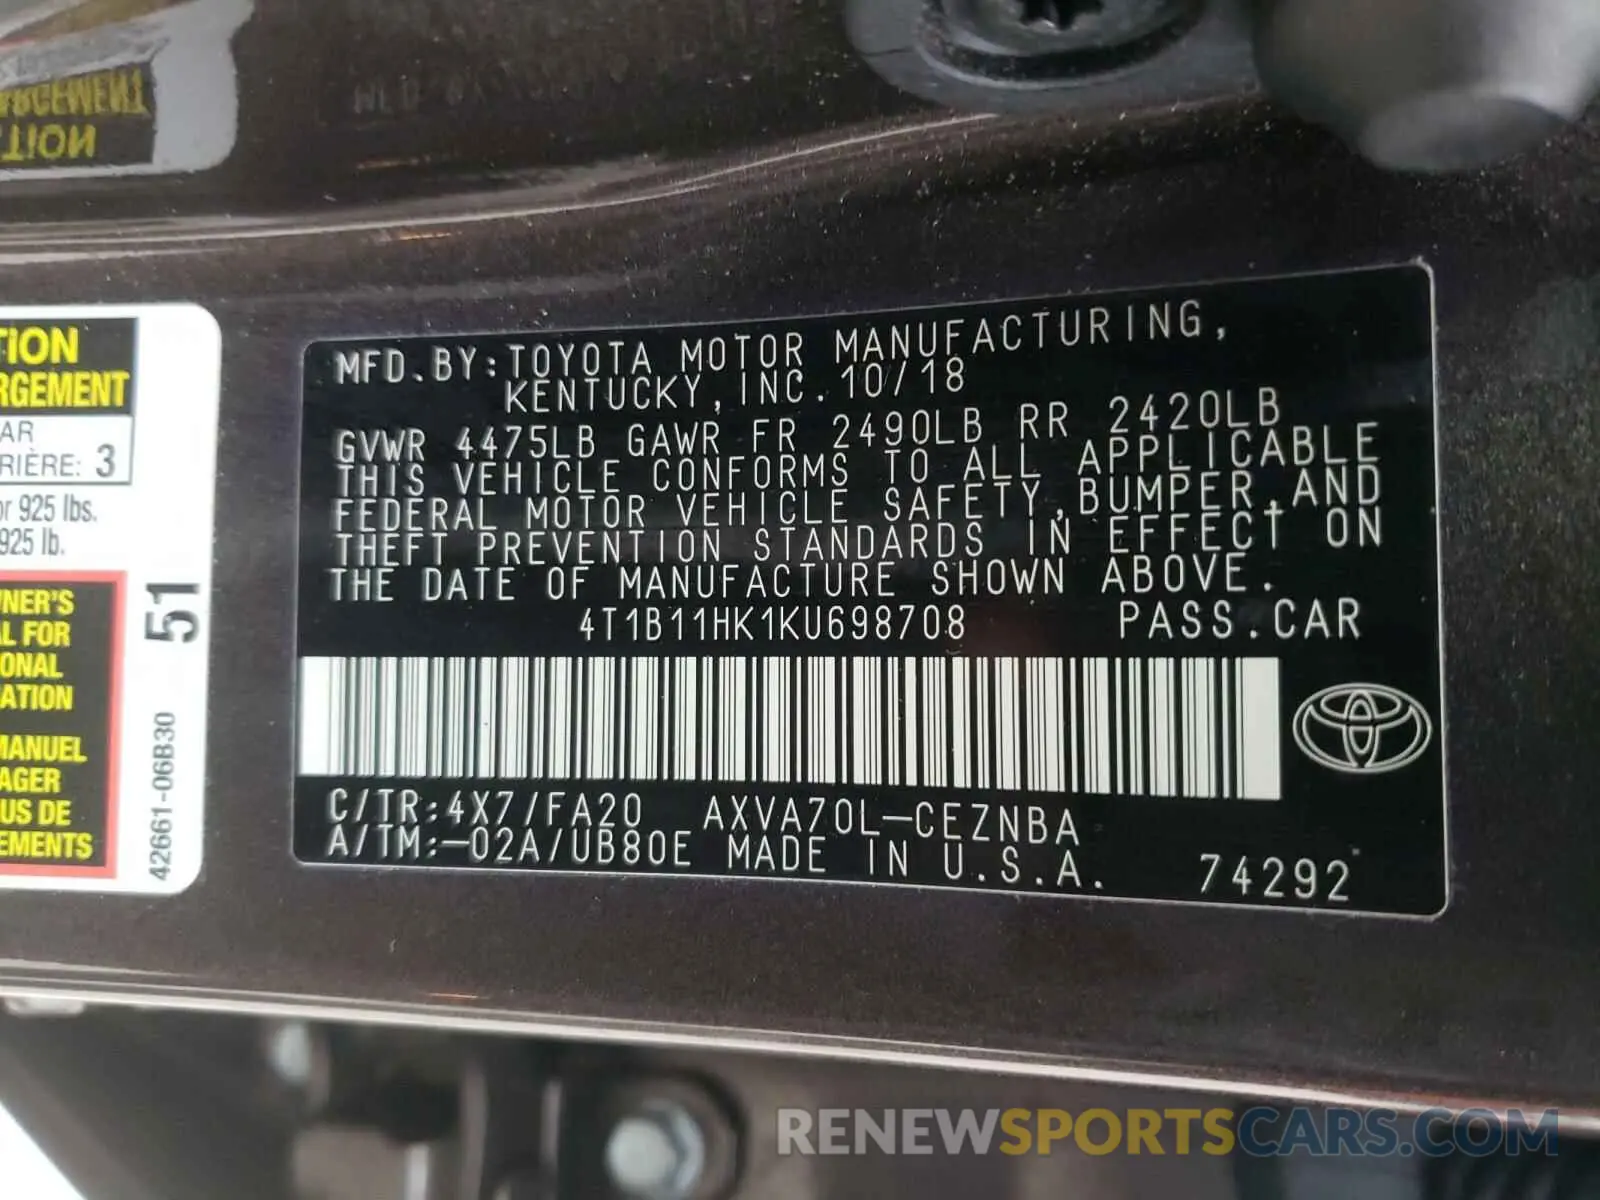 TION
RGEMENT
AR
RIÈRE: 3
or 925 lbs.
925 lb.
NER'S
L FOR
ONAL
ATION
MANUEL
AGER
US DE
EMENTS
51
42661-06B30
MFD.BY:TOYOTA MOTOR MANUFACTURING,
KENTUCKY,INC.10/18
GVWR 4475LB GAWR FR 2490LB RR 2420LB
THIS VEHICLE CONFORMS TO ALL APPLICABLE
FEDERAL MOTOR VEHICLE SAFETY,BUMPER,AND
THEFT PREVENTION STANDARDS IN EFFECT ON
THE DATE OF MANUFACTURE SHOWN ABOVE.
4T1B11HK1KU698708 PASS.CAR
C/TR:4X7/FA20 AXVA70L-CEZNBA
A/TM:-02A/UB80E MADE IN U.S.A. 74292
RENEWSPORTSCARS.COM